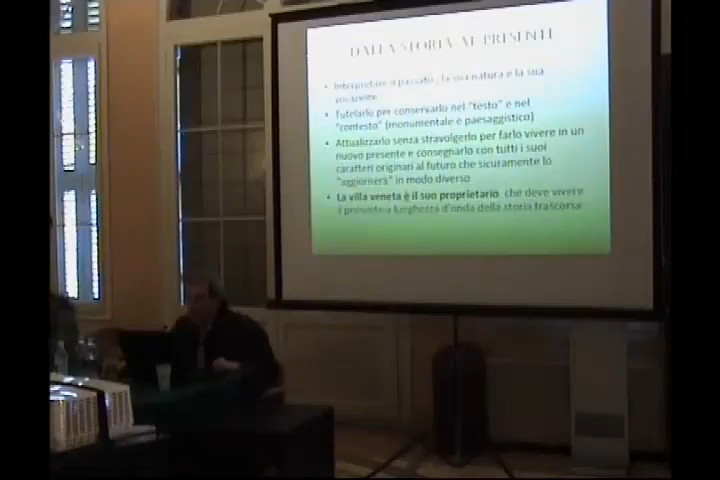 DALLA STORIA AL PRESENTE
• Interpretare il passato, la sua natura e la sua
vocazione
• Tutelarlo per conservarlo nel "testo" e nel
"contesto" (monumentale e paesaggistico)
• Attualizzarlo senza stravolgerlo per farlo vivere in un
nuovo presente e consegnarlo con tutti i suoi
caratteri originari al futuro che sicuramente lo
"aggiornerà" in modo diverso
• La villa veneta è il suo proprietario che deve vivere
il presente a lunghezza d'onda della storia trascorsa